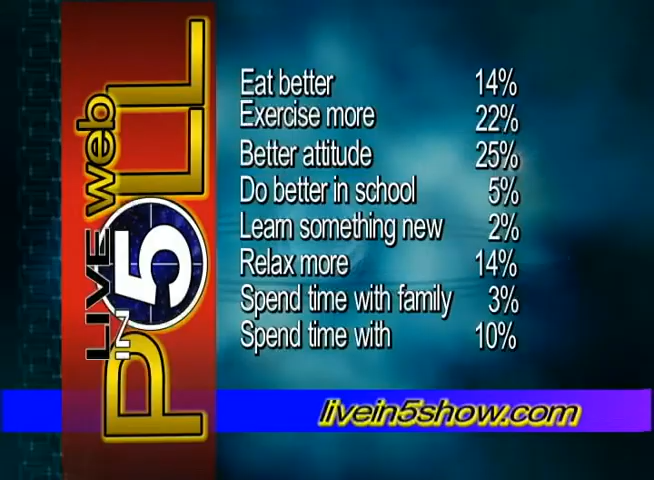 LIVE IN 5
web
POLL
Eat better 14%
Exercise more 22%
Better attitude 25%
Do better in school 5%
Learn something new 2%
Relax more 14%
Spend time with family 3%
Spend time with 10%
livein5show.com